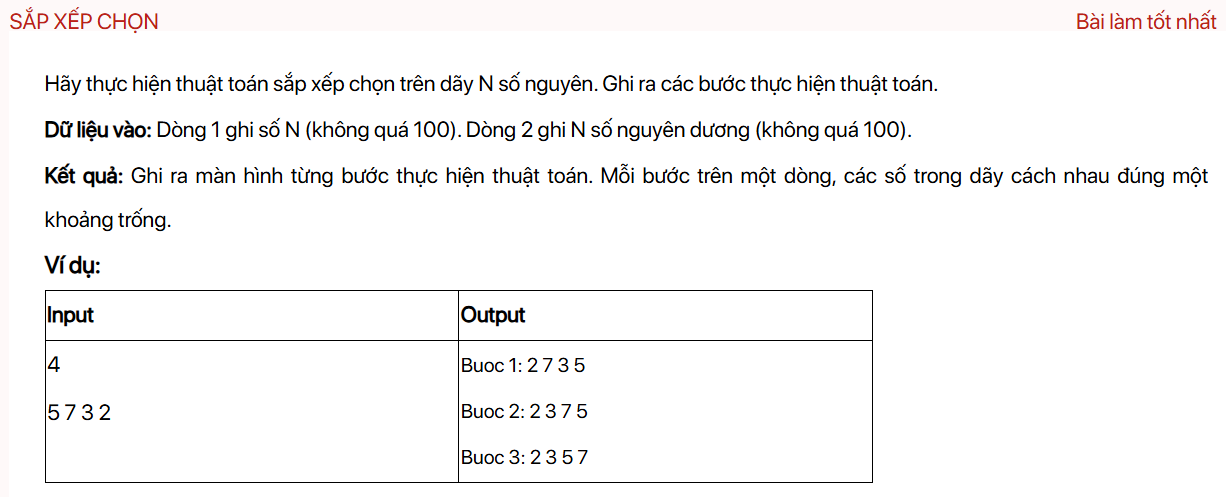 SẮP XẾP CHỌN Bài làm tốt nhất
Hãy thực hiện thuật toán sắp xếp chọn trên dãy N số nguyên. Ghi ra các bước thực hiện thuật toán.
Dữ liệu vào: Dòng 1 ghi số N (không quá 100). Dòng 2 ghi N số nguyên dương (không quá 100).
Kết quả: Ghi ra màn hình từng bước thực hiện thuật toán. Mỗi bước trên một dòng, các số trong dãy cách nhau đúng một
khoảng trống.
Ví dụ:
Input Output
4 Buoc 1: 2 7 3 5
5 7 3 2 Buoc 2: 2 3 7 5
Buoc 3: 2 3 5 7